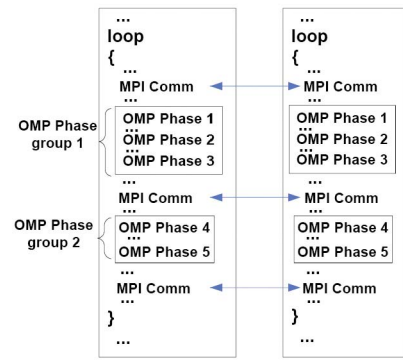 ...
loop
{
...
MPI Comm
...
OMP Phase
group 1
OMP Phase 1
...
OMP Phase 2
...
OMP Phase 3
...
MPI Comm
...
OMP Phase
group 2
OMP Phase 4
...
OMP Phase 5
...
MPI Comm
...
}
...
...
loop
{
...
MPI Comm
...
OMP Phase 1
...
OMP Phase 2
...
OMP Phase 3
...
MPI Comm
...
OMP Phase 4
...
OMP Phase 5
...
MPI Comm
...
}
...